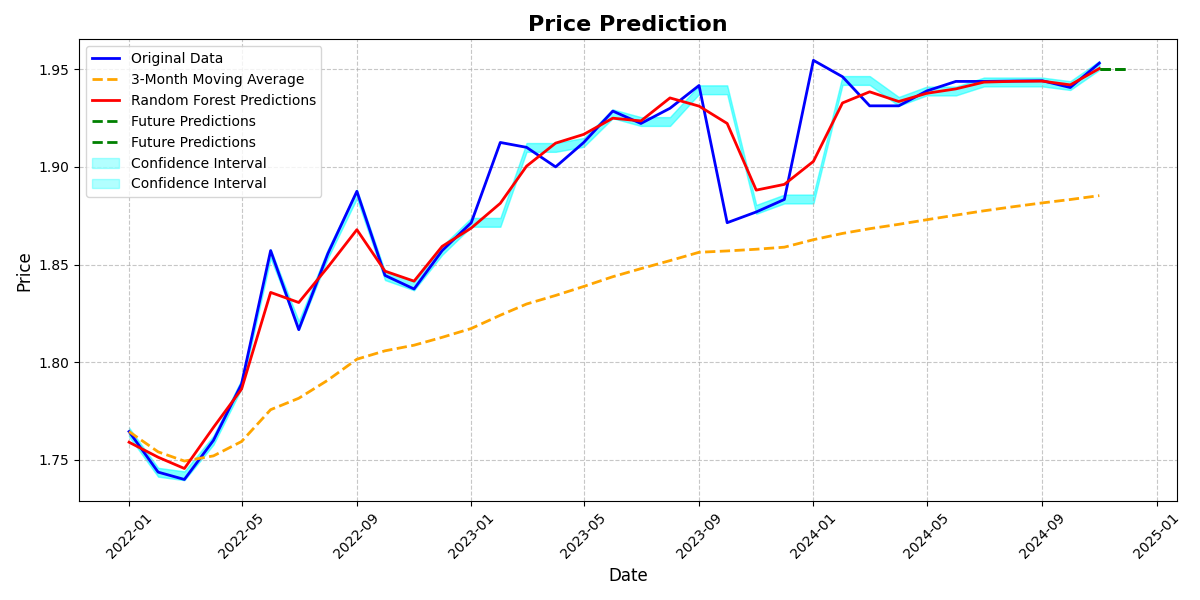 Price Prediction
Original Data
3-Month Moving Average
Random Forest Predictions
Future Predictions
Future Predictions
Confidence Interval
Confidence Interval
1.95
1.90
1.85
1.80
1.75
Price
2022-01
2022-05
2022-09
2023-01
2023-05
2023-09
2024-01
2024-05
2024-09
2025-01
Date